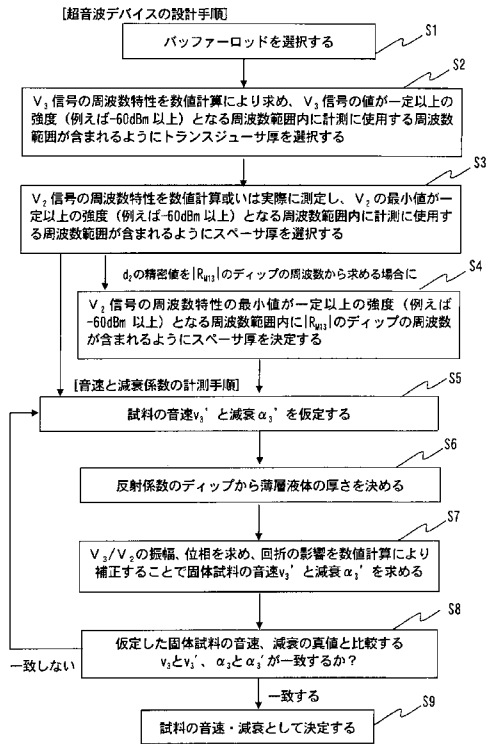 [超音波デバイスの設計手順]
S1
バッファーロッドを選択する
S2
V₃信号の周波数特性を数値計算により求め、V₃信号の値が一定以上の
強度（例えば-60dBm 以上）となる周波数範囲内に計測に使用する周波数
範囲が含まれるようにトランスジューサ厚を選択する
S3
V₂信号の周波数特性を数値計算或いは実際に測定し、V₂の最小値が一
定以上の強度（例えば-60dBm 以上）となる周波数範囲内に計測に使用す
る周波数範囲が含まれるようにスペーサ厚を選択する
d₂の精密値を|R_M13|のディップの周波数から求める場合に
S4
V₂信号の周波数特性の最小値が一定以上の強度（例えば
-60dBm 以上）となる周波数範囲内に|R_M13|のディップの周波数
が含まれるようにスペーサ厚を決定する
[音速と減衰係数の計測手順]
S5
試料の音速v₃’と減衰α₃’を仮定する
S6
反射係数のディップから薄層液体の厚さを決める
S7
V₃/V₂の振幅、位相を求め、回折の影響を数値計算により
補正することで固体試料の音速v₃’と減衰α₃’を求める
S8
仮定した固体試料の音速、減衰の真値と比較する
v₃とv₃’、α₃とα₃’が一致するか？
一致しない
一致する
S9
試料の音速・減衰として決定する